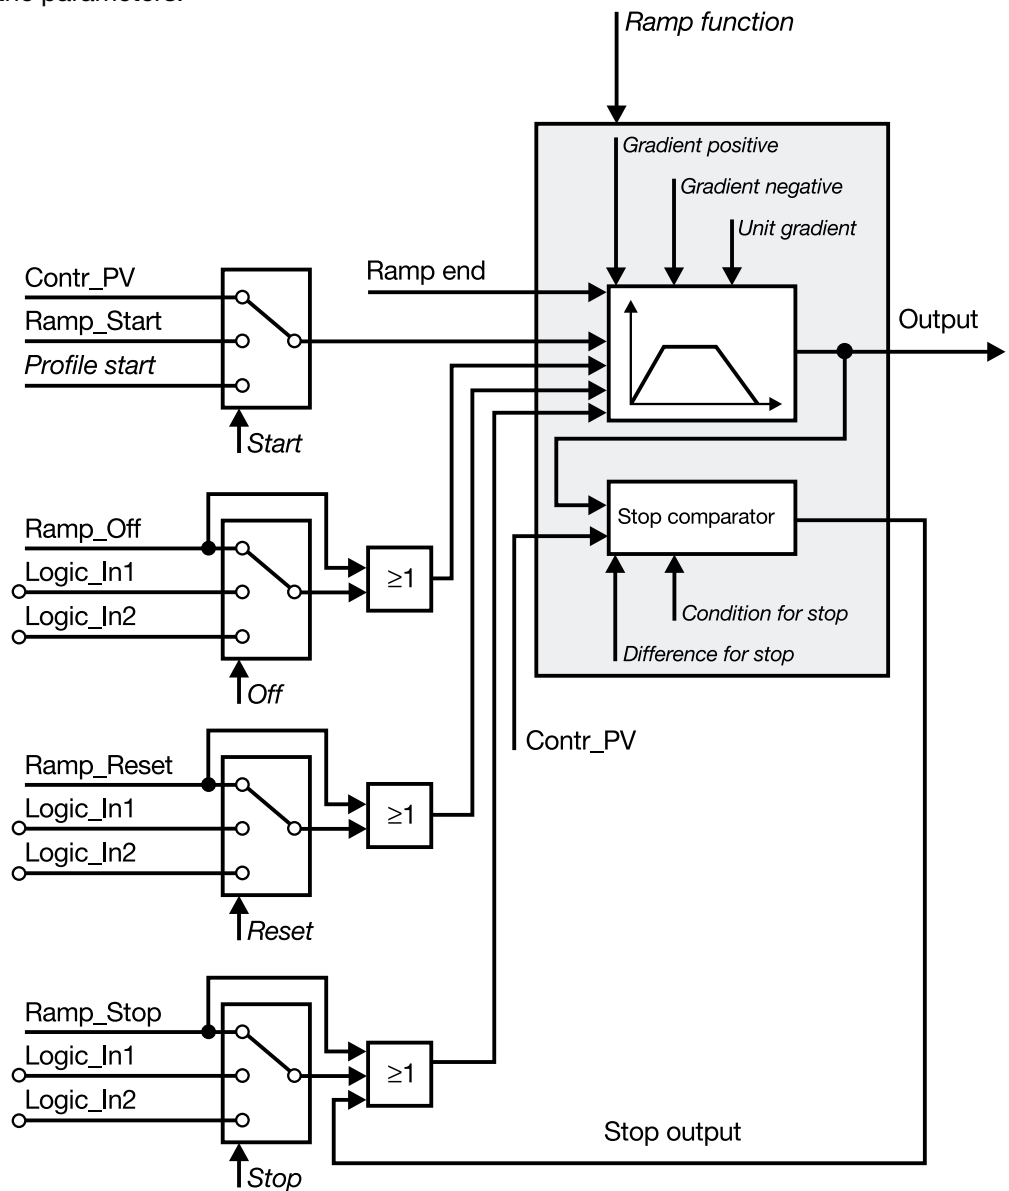 the parameters.
Ramp function
Gradient positive
Gradient negative
Unit gradient
Contr_PV
Ramp end
Ramp_Start
Output
Profile start
Start
Ramp_Off
Stop comparator
Logic_In1
≥1
Logic_In2
Condition for stop
Difference for stop
Off
Contr_PV
Ramp_Reset
Logic_In1
≥1
Logic_In2
Reset
Ramp_Stop
Logic_In1
≥1
Logic_In2
Stop output
Stop